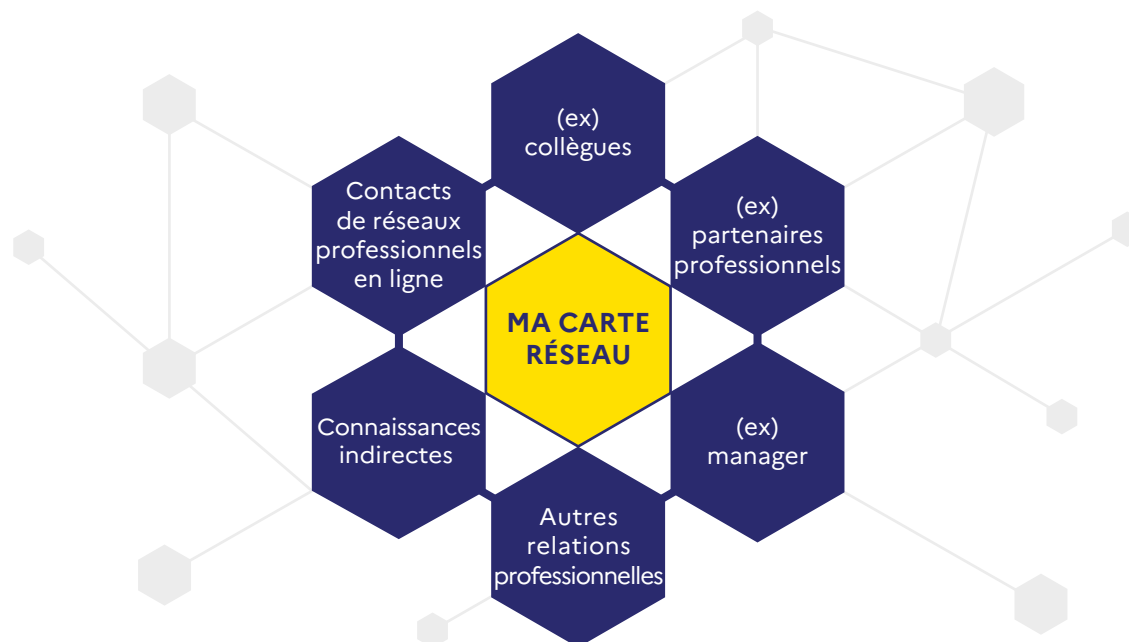 (ex)
collègues
Contacts
de réseaux
professionnels
en ligne
(ex)
partenaires
professionnels
MA CARTE
RÉSEAU
Connaissances
indirectes
(ex)
manager
Autres
relations
professionnelles